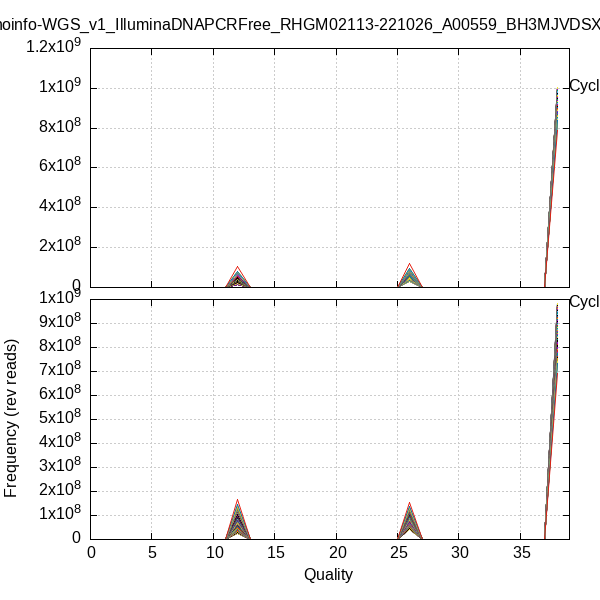 noinfo-WGS_v1_IlluminaDNAPCRFree_RHGM02113-221026_A00559_BH3MJVDSX
1.2x10^9
1x10^9
8x10^8
6x10^8
4x10^8
2x10^8
0
Cycl
1x10^9
9x10^8
8x10^8
7x10^8
6x10^8
5x10^8
4x10^8
3x10^8
2x10^8
1x10^8
0
Cycl
Frequency (rev reads)
0 5 10 15 20 25 30 35
Quality